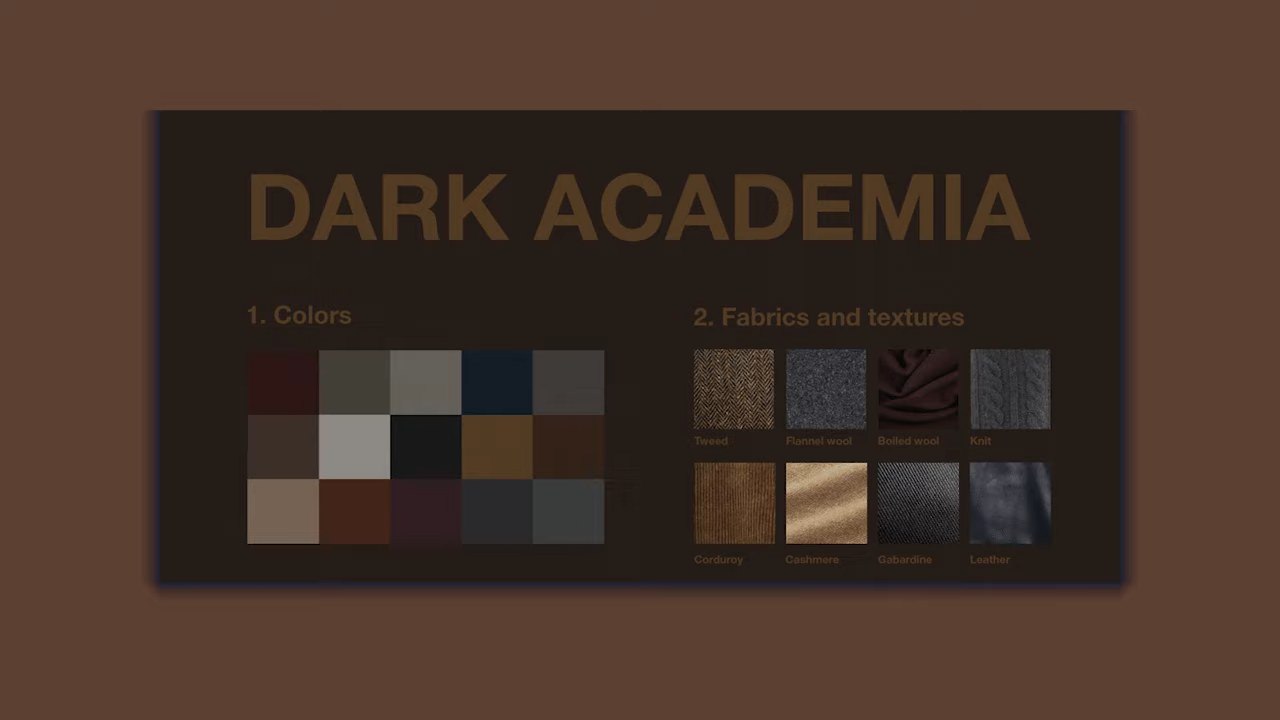 DARK ACADEMIA
1. Colors
2. Fabrics and textures
Tweed
Flannel wool
Boiled wool
Knit
Corduroy
Cashmere
Gabardine
Leather